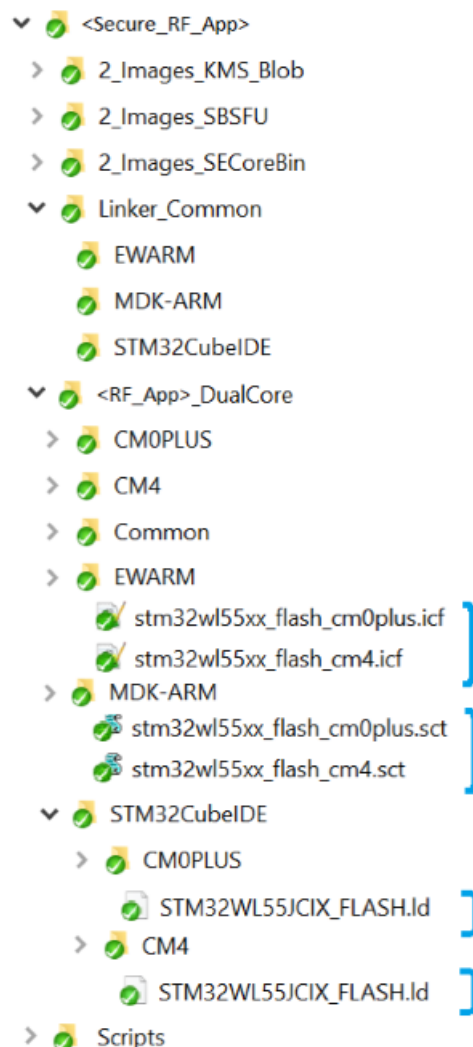 <Secure_RF_App>
2_Images_KMS_Blob
2_Images_SBSFU
2_Images_SECoreBin
Linker_Common
EWARM
MDK-ARM
STM32CubeIDE
<RF_App>_DualCore
CM0PLUS
CM4
Common
EWARM
stm32wl55xx_flash_cm0plus.icf
stm32wl55xx_flash_cm4.icf
MDK-ARM
stm32wl55xx_flash_cm0plus.sct
stm32wl55xx_flash_cm4.sct
STM32CubeIDE
CM0PLUS
STM32WL55JCIX_FLASH.ld
CM4
STM32WL55JCIX_FLASH.ld
Scripts